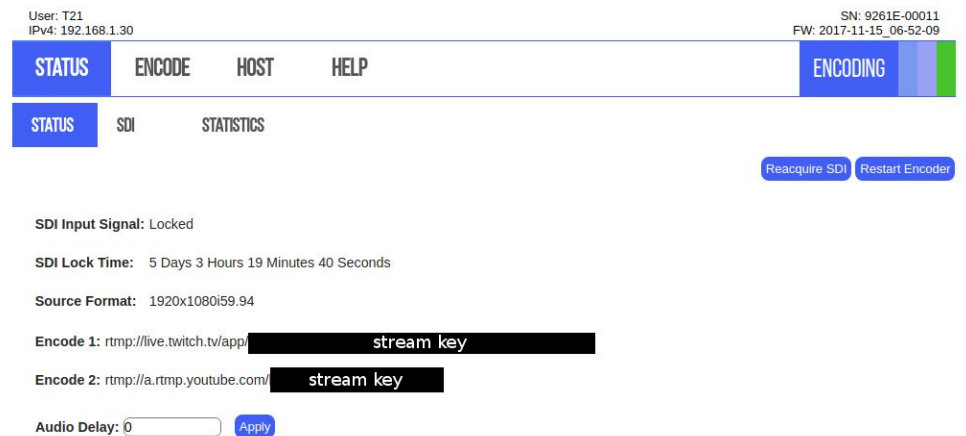 User: T21
SN: 9261E-00011
IPv4: 192.168.1.30
FW: 2017-11-15_06-52-09
STATUS ENCODE HOST HELP ENCODING
STATUS SDI STATISTICS
Reacquire SDI Restart Encoder
SDI Input Signal: Locked
SDI Lock Time: 5 Days 3 Hours 19 Minutes 40 Seconds
Source Format: 1920x1080i59.94
Encode 1: rtmp://live.twitch.tv/app/ stream key
Encode 2: rtmp://a.rtmp.youtube.com/ stream key
Audio Delay: 0 Apply